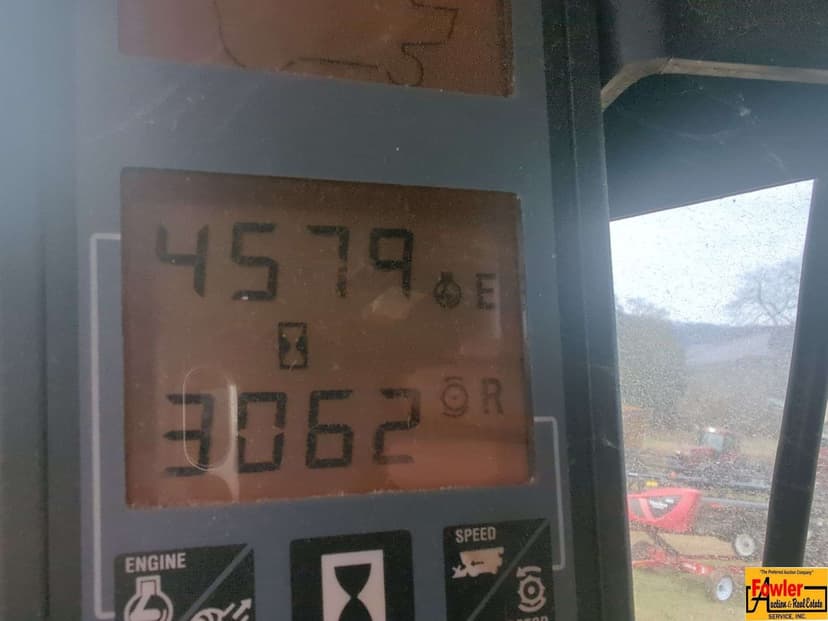 4579 E
3062 R
ENGINE
SPEED
"The Preferred Auction Company"
Fowler
Auction & Real Estate
SERVICE, INC.